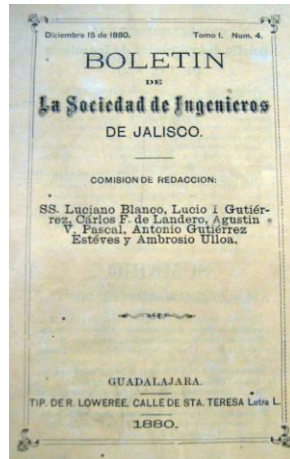 Diciembre 15 de 1880. Tomo I. Num. 4.
BOLETIN
DE
La Sociedad de Ingenieros
DE JALISCO.
COMISION DE REDACCION:
SS. Luciano Blanco, Lucio I Gutiér-
rez, Cárlos F. de Landero, Agustin
V. Pascal, Antonio Gutiérrez
Estéves y Ambrosio Ulloa.
GUADALAJARA.
TIP. DE R. LOWEREE, CALLE DE STA. TERESA Letra L.
1880.